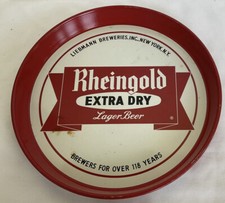 LIEBMANN BREWERIES, INC., NEW YORK, N.Y.
Rheingold
EXTRA DRY
Lager Beer
®
BREWERS FOR OVER 118 YEARS